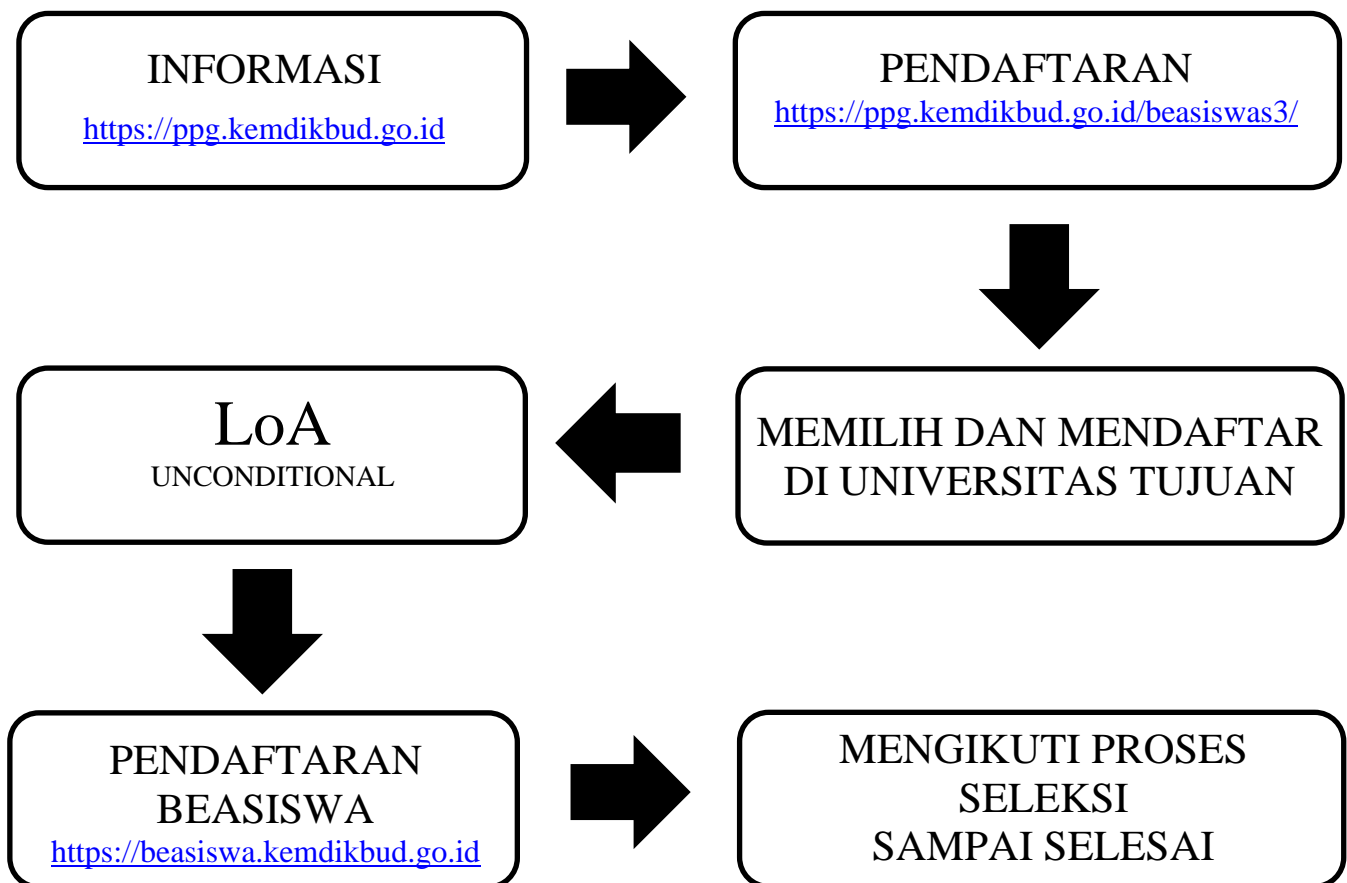 INFORMASI
https://ppg.kemdikbud.go.id
PENDAFTARAN
https://ppg.kemdikbud.go.id/beasiswas3/
MEMILIH DAN MENDAFTAR
DI UNIVERSITAS TUJUAN
LoA
UNCONDITIONAL
PENDAFTARAN
BEASISWA
https://beasiswa.kemdikbud.go.id
MENGIKUTI PROSES
SELEKSI
SAMPAI SELESAI